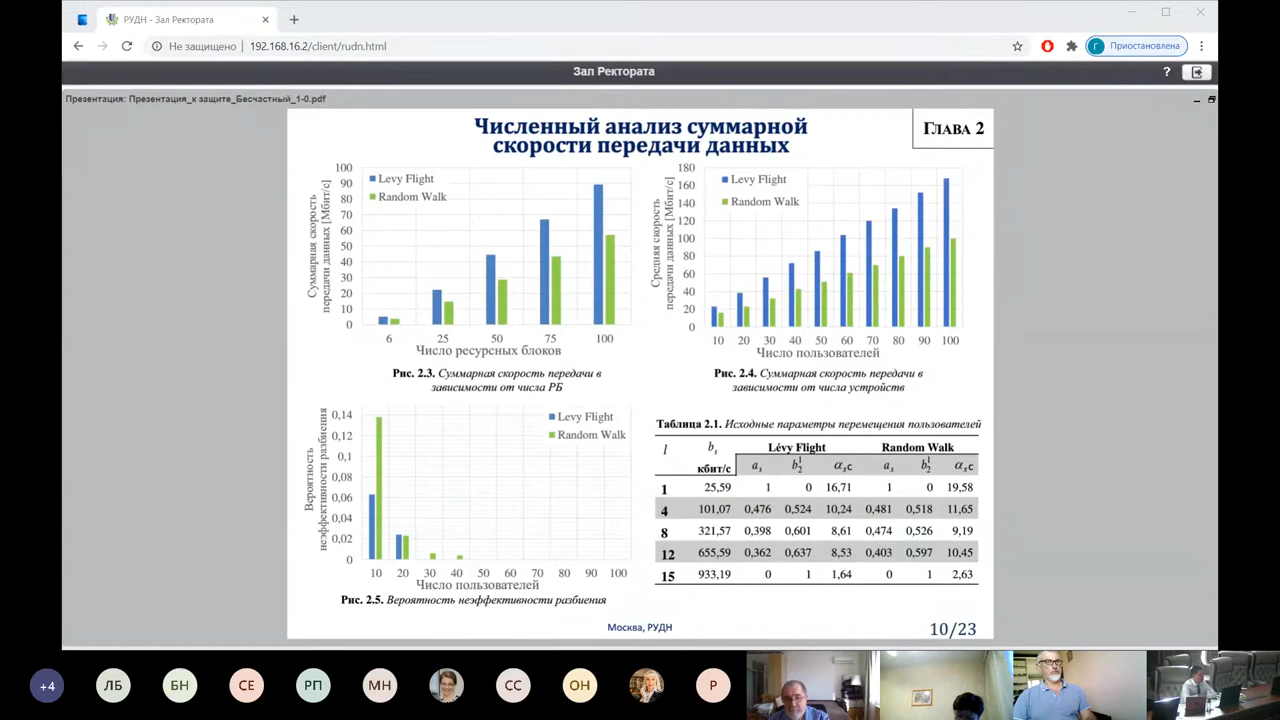 РУДН - Зал Ректората
Не защищено
192.168.16.2/client/rudn.html
Г
Приостановлена
Зал Ректората
?
Презентация: Презентация_к защите_Бесчастный_1-0.pdf
Численный анализ суммарной
скорости передачи данных
Глава 2
Суммарная скорость
передачи данных [Мбит/с]
100
90
80
70
60
50
40
30
20
10
0
Levy Flight
Random Walk
6 25 50 75 100
Число ресурсных блоков
Рис. 2.3. Суммарная скорость передачи в
зависимости от числа РБ
Средняя скорость
передачи данных [Мбит/с]
180
160
140
120
100
80
60
40
20
0
Levy Flight
Random Walk
10 20 30 40 50 60 70 80 90 100
Число пользователей
Рис. 2.4. Суммарная скорость передачи в
зависимости от числа устройств
Вероятность
неэффективности разбиения
0,14
0,12
0,1
0,08
0,06
0,04
0,02
0
Levy Flight
Random Walk
10 20 30 40 50 60 70 80 90 100
Число пользователей
Рис. 2.5. Вероятность неэффективности разбиения
Таблица 2.1. Исходные параметры перемещения пользователей
l bs кбит/с Lévy Flight Random Walk
as b½ αsс as b½ αsс
1 25,59 1 0 16,71 1 0 19,58
4 101,07 0,476 0,524 10,24 0,481 0,518 11,65
8 321,57 0,398 0,601 8,61 0,474 0,526 9,19
12 655,59 0,362 0,637 8,53 0,403 0,597 10,45
15 933,19 0 1 1,64 0 1 2,63
Москва, РУДН
10/23
+4 ЛБ БН СЕ РП МН СС ОН Р